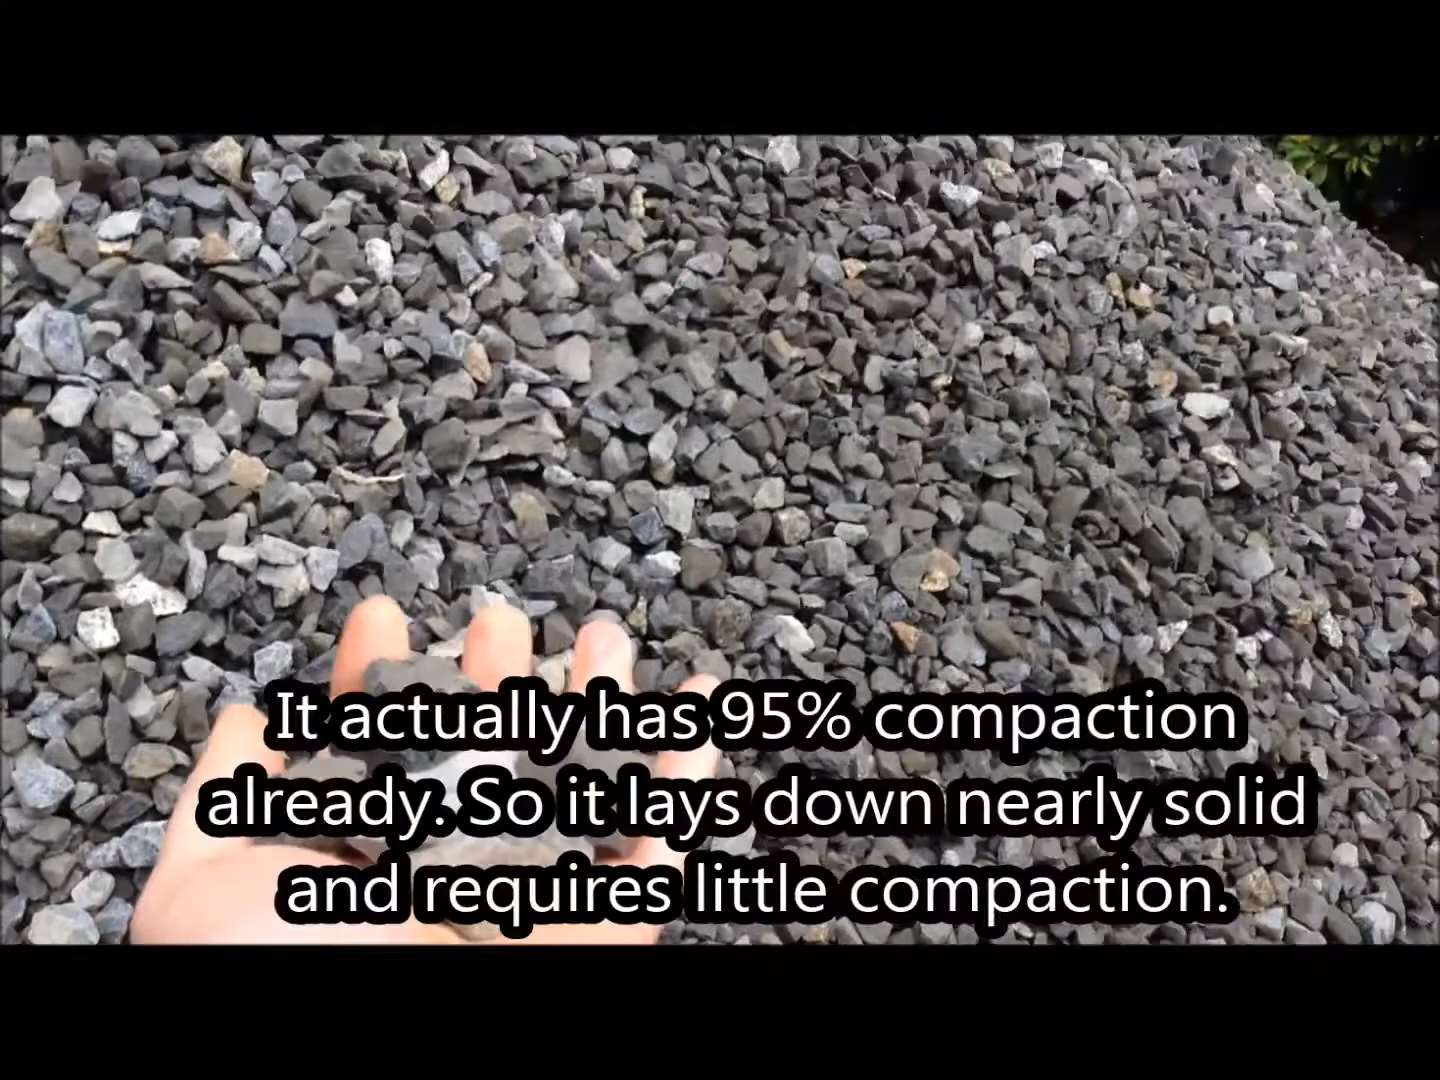 It actually has 95% compaction
already. So it lays down nearly solid
and requires little compaction.